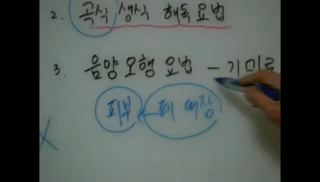 2. 곡식 생식 해독 요법
3. 음양 오행 요법 - 기미론
피부 ← 폐 대장